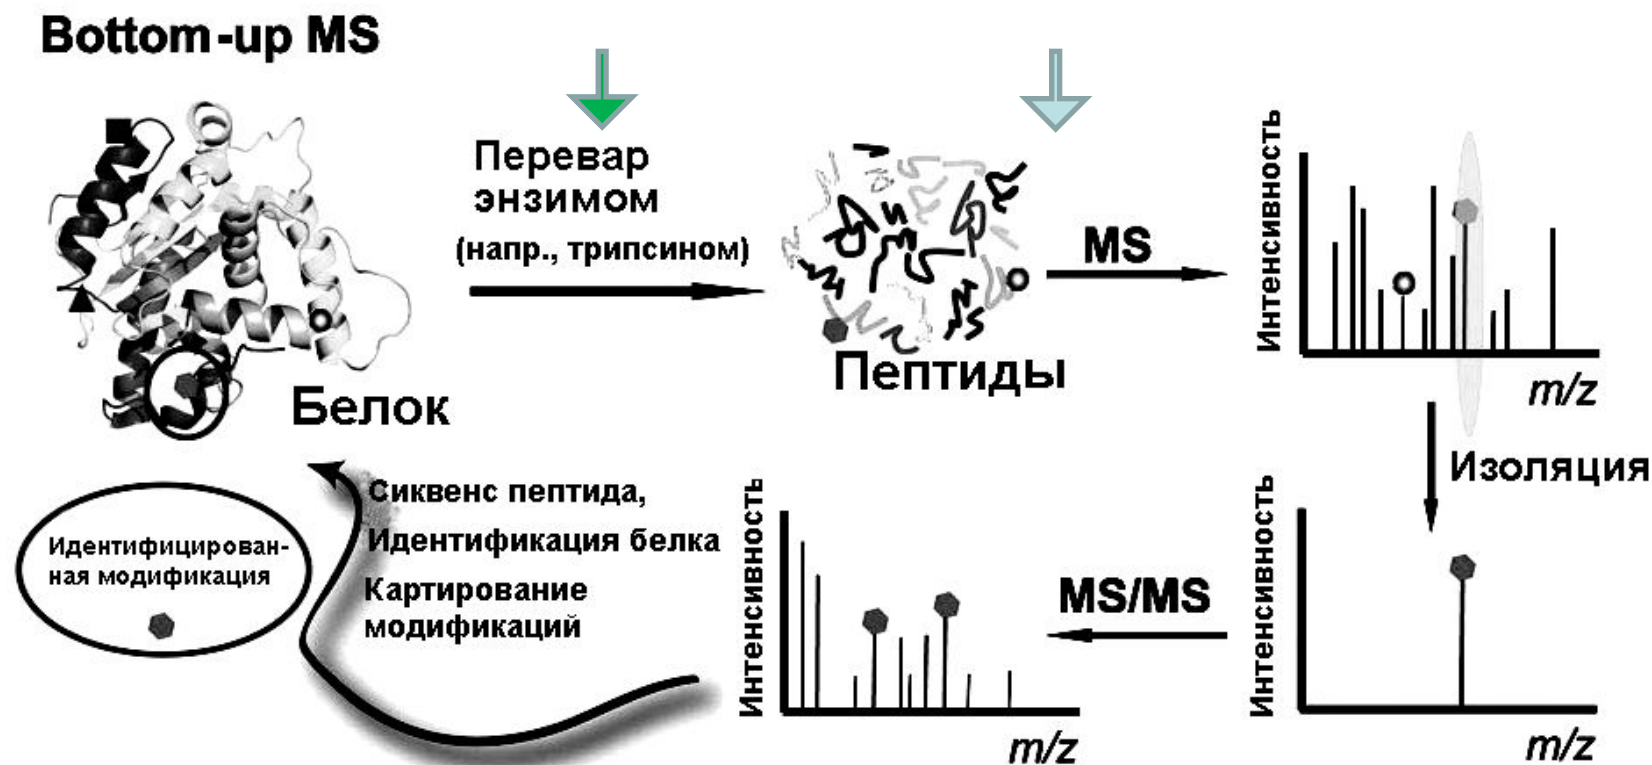 Bottom-up MS
Перевар
энзимом
(напр., трипсином)
Белок
Пептиды
MS
Интенсивность
m/z
Изоляция
Интенсивность
m/z
MS/MS
Интенсивность
m/z
Сиквенс пептида,
Идентификация белка
Картирование
модификаций
Идентифицирован-
ная модификация